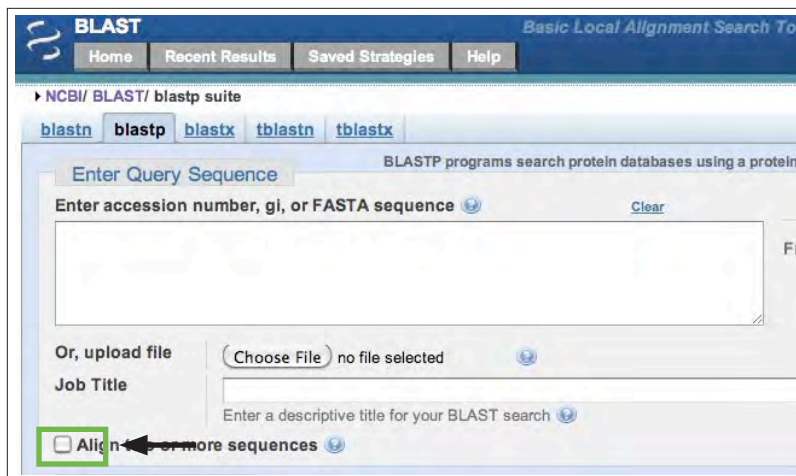 BLAST
Basic Local Alignment Search To
Home Recent Results Saved Strategies Help
NCBI/ BLAST/ blastp suite
blastn blastp blastx tblastn tblastx
BLASTP programs search protein databases using a protein
Enter Query Sequence
Enter accession number, gi, or FASTA sequence Clear
Or, upload file Choose File no file selected
Job Title
Enter a descriptive title for your BLAST search
Align or more sequences